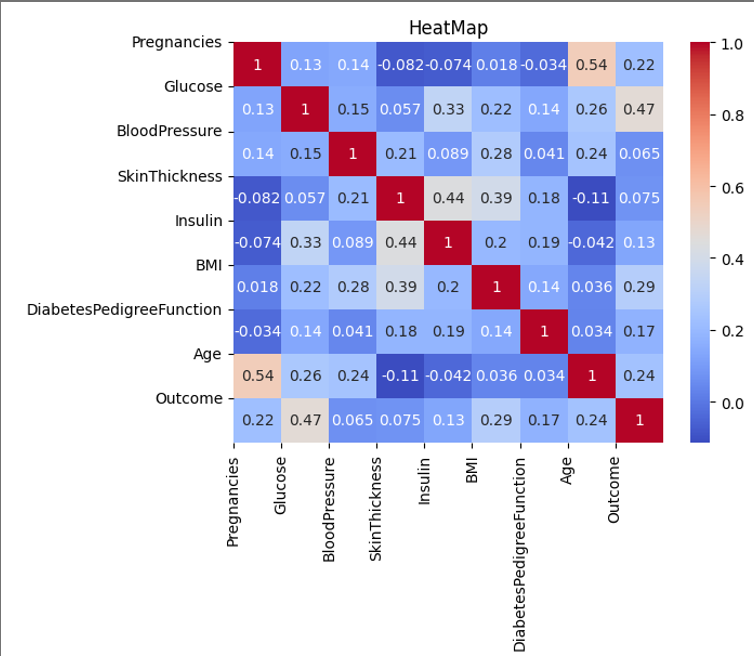 HeatMap
Pregnancies
1 0.13 0.14 -0.082 -0.074 0.018 -0.034 0.54 0.22
Glucose
0.13 1 0.15 0.057 0.33 0.22 0.14 0.26 0.47
BloodPressure
0.14 0.15 1 0.21 0.089 0.28 0.041 0.24 0.065
SkinThickness
-0.082 0.057 0.21 1 0.44 0.39 0.18 -0.11 0.075
Insulin
-0.074 0.33 0.089 0.44 1 0.2 0.19 -0.042 0.13
BMI
0.018 0.22 0.28 0.39 0.2 1 0.14 0.036 0.29
DiabetesPedigreeFunction
-0.034 0.14 0.041 0.18 0.19 0.14 1 0.034 0.17
Age
0.54 0.26 0.24 -0.11 -0.042 0.036 0.034 1 0.24
Outcome
0.22 0.47 0.065 0.075 0.13 0.29 0.17 0.24 1
Pregnancies
Glucose
BloodPressure
SkinThickness
Insulin
BMI
DiabetesPedigreeFunction
Age
Outcome
1.0
0.8
0.6
0.4
0.2
0.0